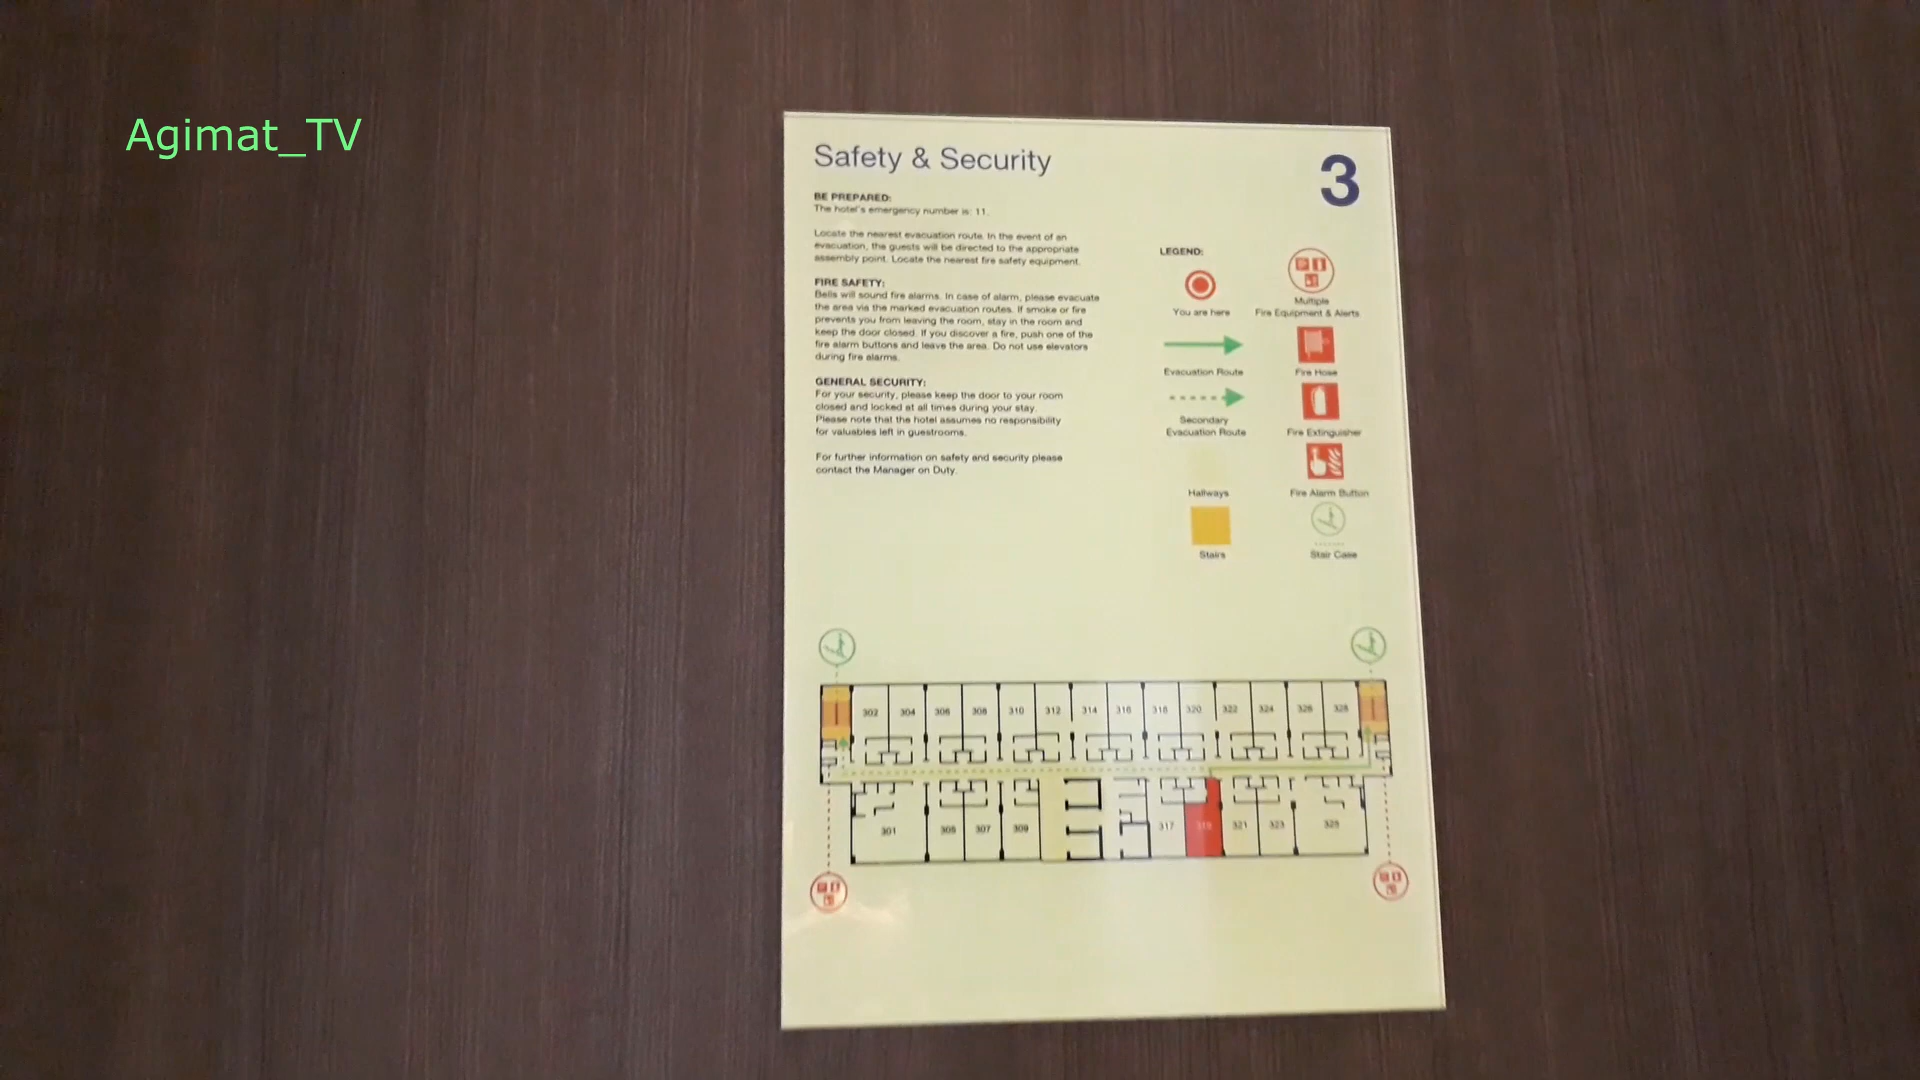 Agimat_TV
Safety & Security
3
BE PREPARED:
The hotel's emergency number is: 11.
Locate the nearest evacuation route. In the event of an
evacuation, the guests will be directed to the appropriate
assembly point. Locate the nearest fire safety equipment.
FIRE SAFETY:
Bells will sound fire alarms. In case of alarm, please evacuate
the area via the marked evacuation routes. If smoke or fire
prevents you from leaving the room, stay in the room and
keep the door closed. If you discover a fire, push one of the
fire alarm buttons and leave the area. Do not use elevators
during fire alarms.
GENERAL SECURITY:
For your security, please keep the door to your room
closed and locked at all times during your stay.
Please note that the hotel assumes no responsibility
for valuables left in guestrooms.
For further information on safety and security please
contact the Manager on Duty.
LEGEND:
You are here
Multiple
Fire Equipment & Alerts
Evacuation Route
Fire Hose
Secondary
Evacuation Route
Fire Extinguisher
Hallways
Fire Alarm Button
Stairs
Stair Case
302 304 306 308 310 312 314 316 318 320 322 324 326 328
301 305 307 309 317 319 321 323 325